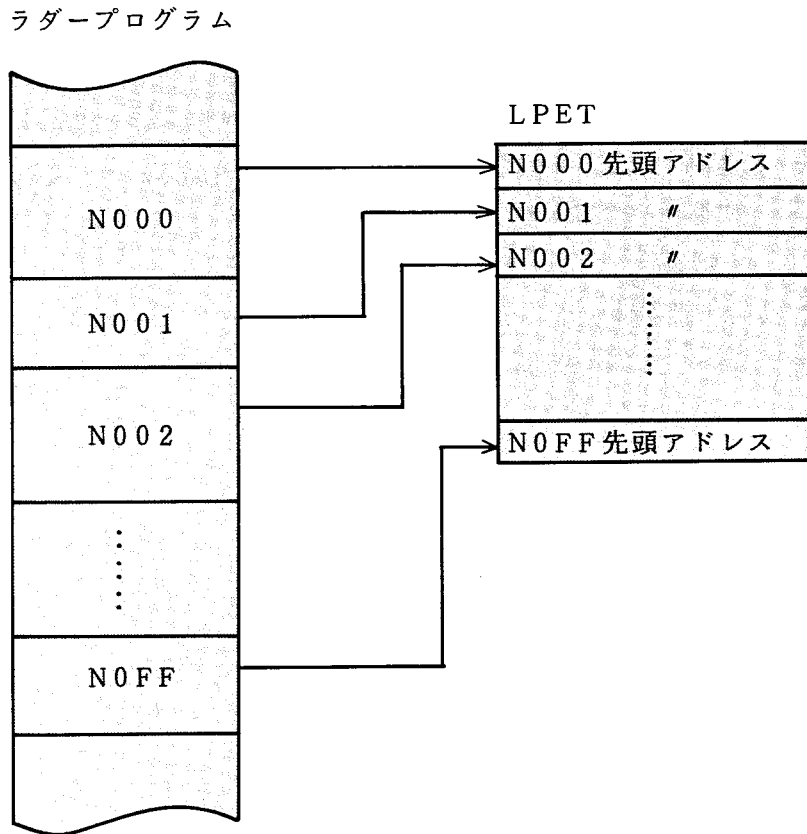 ラダープログラム
N000
N001
N002
N0FF
LPET
N000先頭アドレス
N001 〃
N002 〃
N0FF先頭アドレス